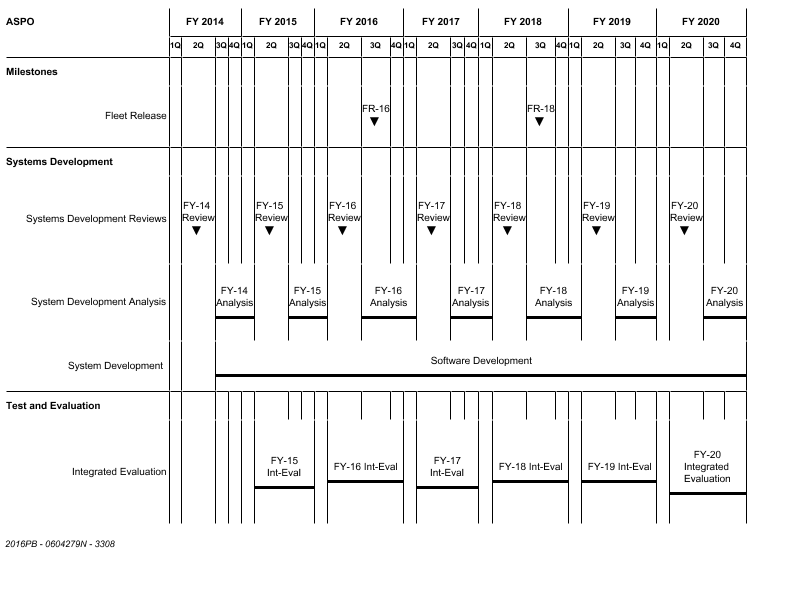 ASPO FY 2014 FY 2015 FY 2016 FY 2017 FY 2018 FY 2019 FY 2020
1Q 2Q 3Q 4Q 1Q 2Q 3Q 4Q 1Q 2Q 3Q 4Q 1Q 2Q 3Q 4Q 1Q 2Q 3Q 4Q 1Q 2Q 3Q 4Q 1Q 2Q 3Q 4Q
Milestones
FR-16 FR-18
Fleet Release
Systems Development
FY-14 FY-15 FY-16 FY-17 FY-18 FY-19 FY-20
Systems Development Reviews Review Review Review Review Review Review Review
FY-14 FY-15 FY-16 FY-17 FY-18 FY-19 FY-20
System Development Analysis Analysis Analysis Analysis Analysis Analysis Analysis Analysis
Software Development
System Development
Test and Evaluation
FY-15 FY-17 FY-20
Int-Eval FY-16 Int-Eval Int-Eval FY-18 Int-Eval FY-19 Int-Eval Integrated
Integrated Evaluation Evaluation
2016PB - 0604279N - 3308